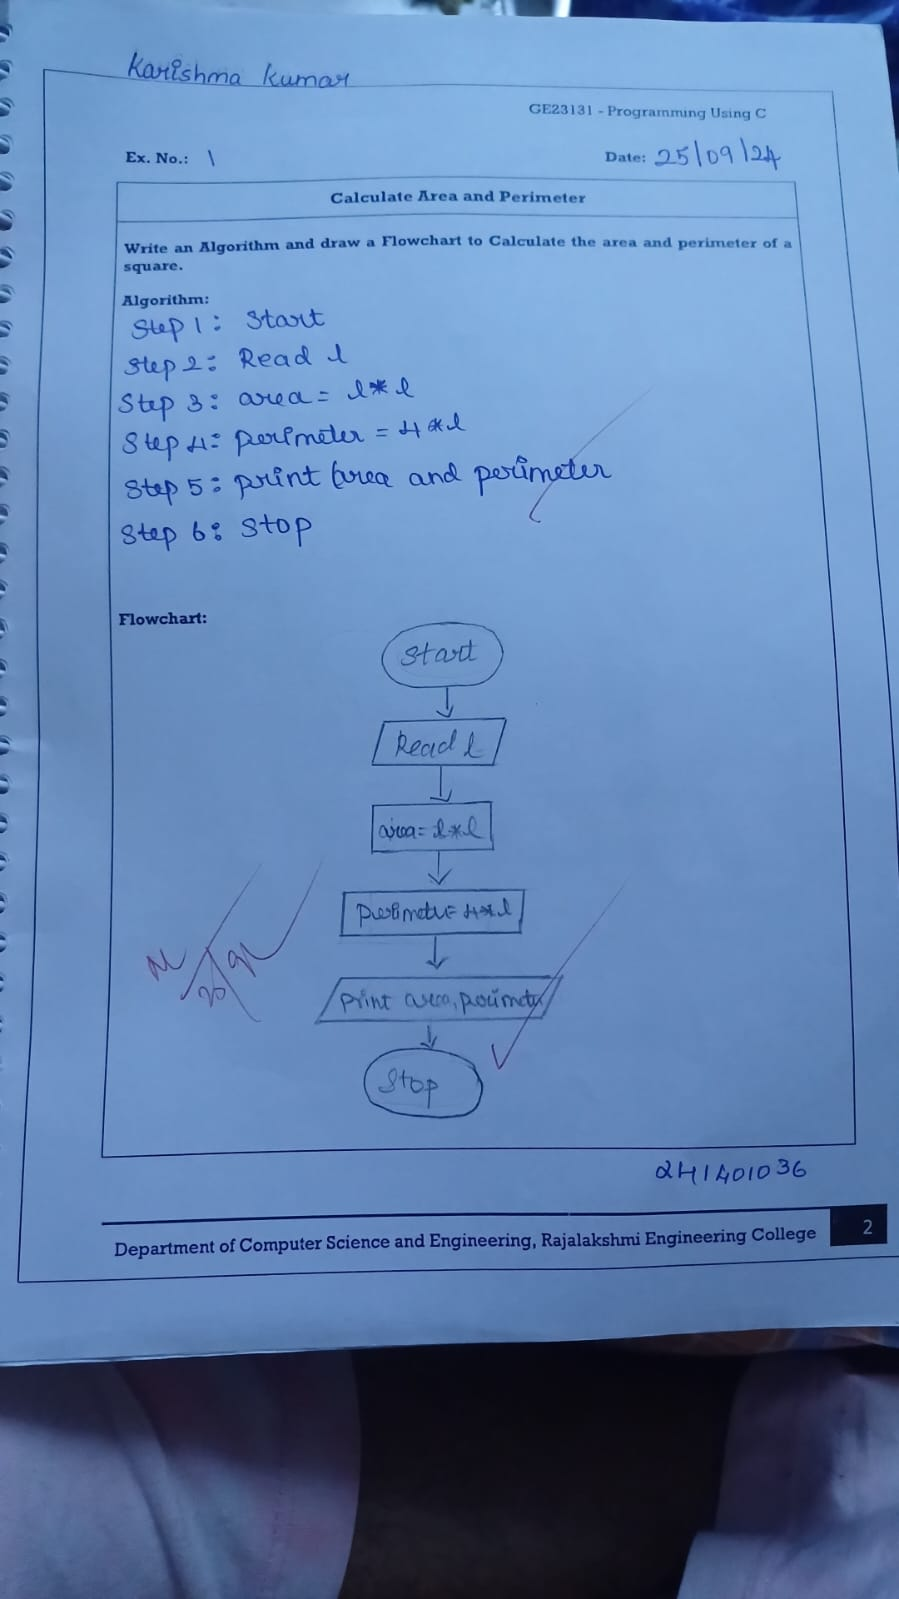 Karishma Kumar
GE23131 - Programming Using C
Ex. No.: 1
Date: 25/09/24
Calculate Area and Perimeter
Write an Algorithm and draw a Flowchart to Calculate the area and perimeter of a
square.
Algorithm:
Step 1: Start
Step 2: Read l
Step 3: area = l*l
Step 4: perimeter = 4*l
Step 5: print area and perimeter
Step 6: Stop
Flowchart:
Start
Read l
area = l*l
perimeter = 4*l
print area, perimeter
Stop
241401036
Department of Computer Science and Engineering, Rajalakshmi Engineering College
2